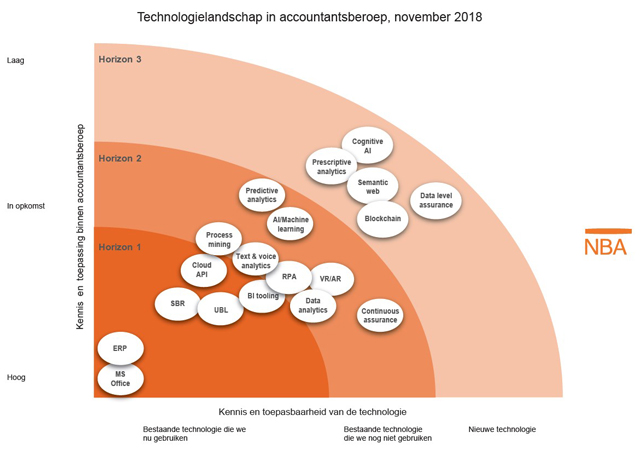 Technologielandschap in accountantsberoep, november 2018
Laag
In opkomst
Hoog
Kennis en toepassing binnen accountantsberoep
Horizon 3
Horizon 2
Horizon 1
Cognitive
AI
Prescriptive
analytics
Semantic
web
Data level
assurance
Blockchain
Predictive
analytics
AI/Machine
learning
Process
mining
Text & voice
analytics
Cloud
API
RPA
VR/AR
SBR
UBL
BI tooling
Data
analytics
Continuous
assurance
ERP
MS
Office
NBA
Kennis en toepasbaarheid van de technologie
Bestaande technologie die we
nu gebruiken
Bestaande technologie
die we nog niet gebruiken
Nieuwe technologie